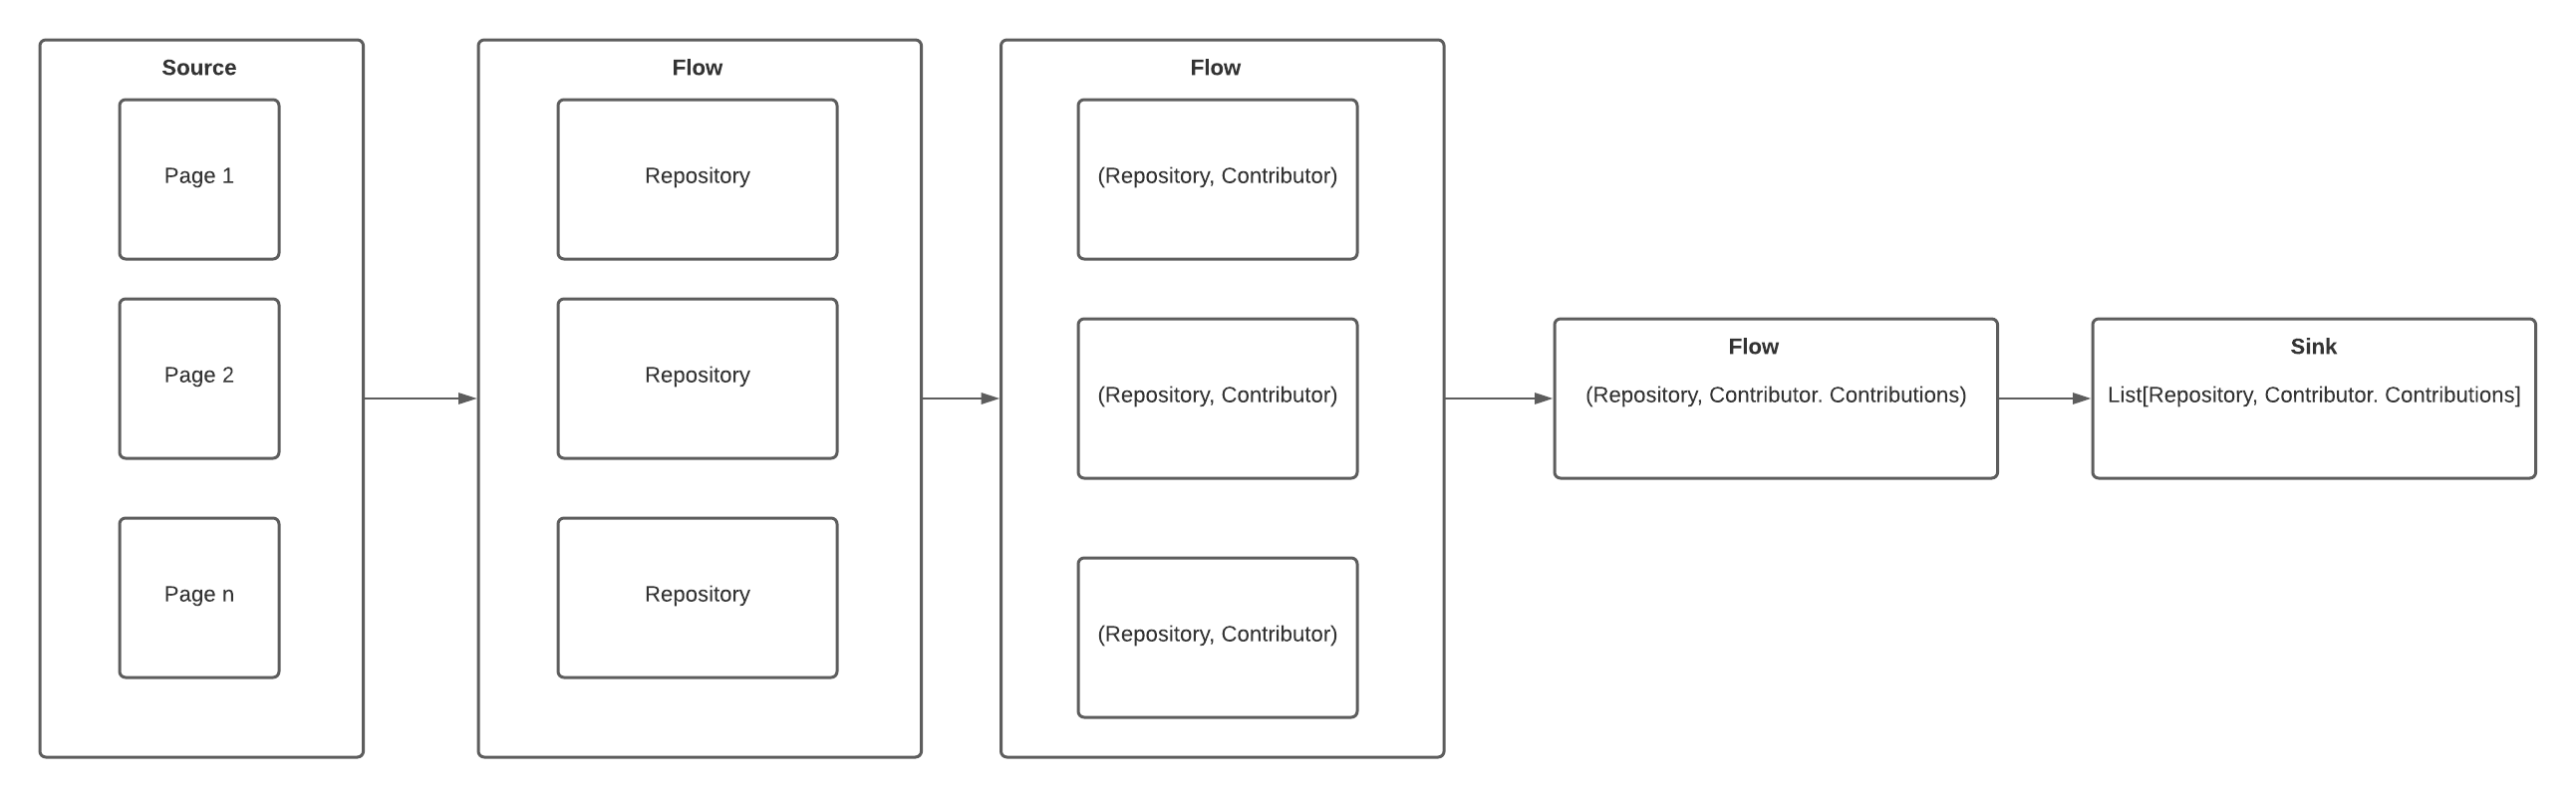 Source
Page 1
Page 2
Page n
Flow
Repository
Repository
Repository
Flow
(Repository, Contributor)
(Repository, Contributor)
(Repository, Contributor)
Flow
(Repository, Contributor. Contributions)
Sink
List[Repository, Contributor. Contributions]